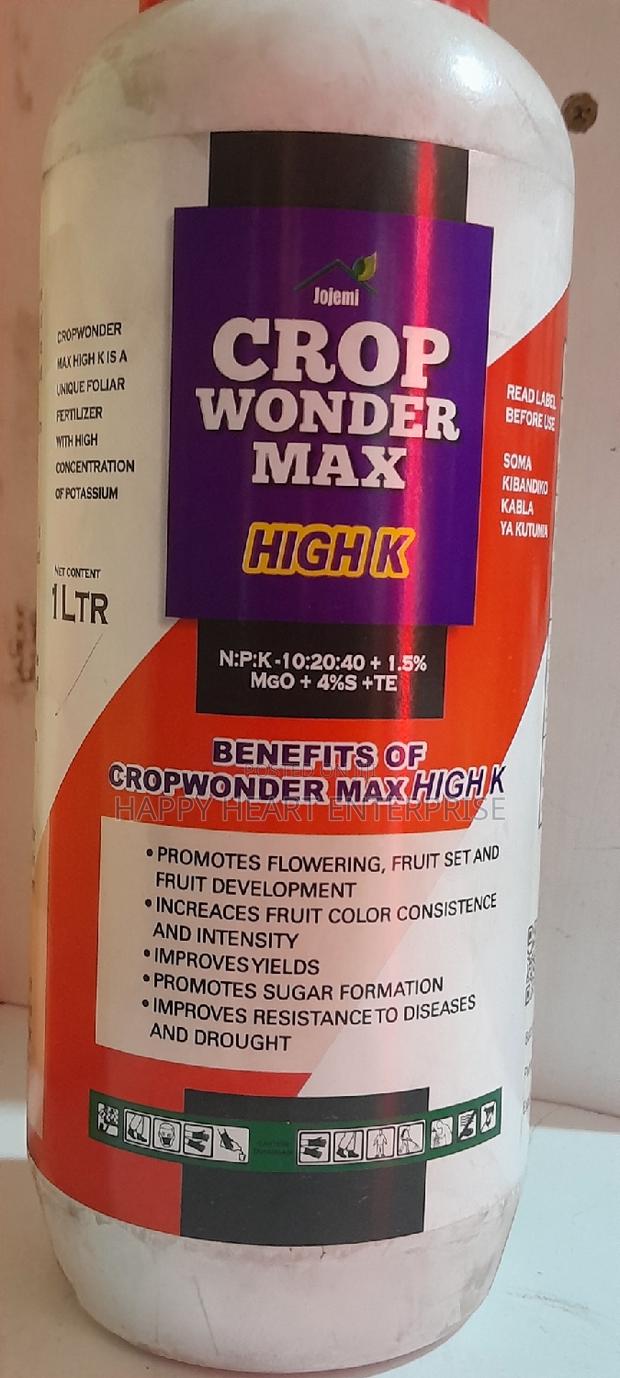 Jojemi
CROP
WONDER
MAX
HIGH K
CROPWONDER
MAX HIGH K IS A
UNIQUE FOLIAR
FERTILIZER
WITH HIGH
CONCENTRATION
OF POTASSIUM
NET CONTENT
1LTR
READ LABEL
BEFORE USE
SOMA
KIBANDIKO
KABLA
YA KUTUMIA
N:P:K-10:20:40 + 1.5%
MgO + 4%S +TE
BENEFITS OF
CROPWONDER MAX HIGH K
POSTED ON
HAPPY HEART ENTERPRISE
• PROMOTES FLOWERING, FRUIT SET AND
FRUIT DEVELOPMENT
• INCREACES FRUIT COLOR CONSISTENCE
AND INTENSITY
• IMPROVES YIELDS
• PROMOTES SUGAR FORMATION
• IMPROVES RESISTANCE TO DISEASES
AND DROUGHT